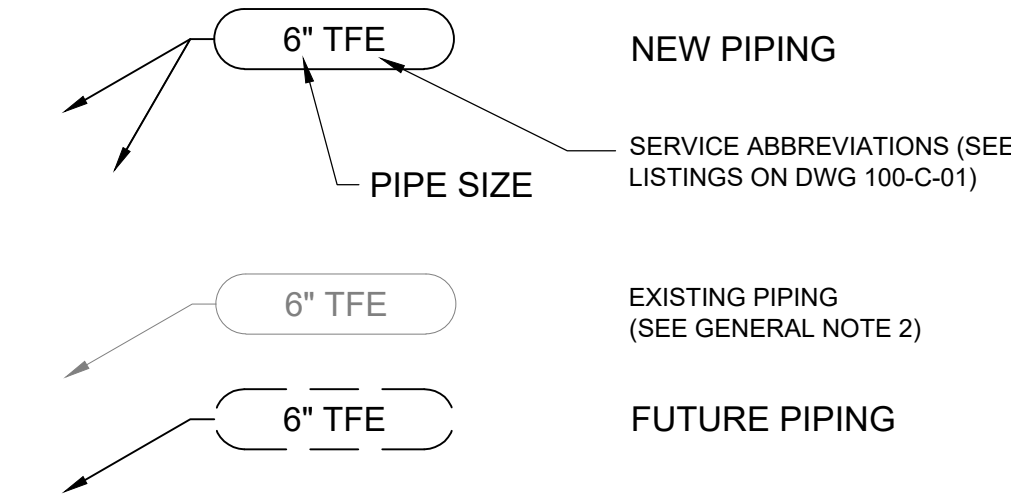 6" TFE
NEW PIPING
SERVICE ABBREVIATIONS (SEE
LISTINGS ON DWG 100-C-01)
PIPE SIZE
6" TFE
EXISTING PIPING
(SEE GENERAL NOTE 2)
6" TFE
FUTURE PIPING